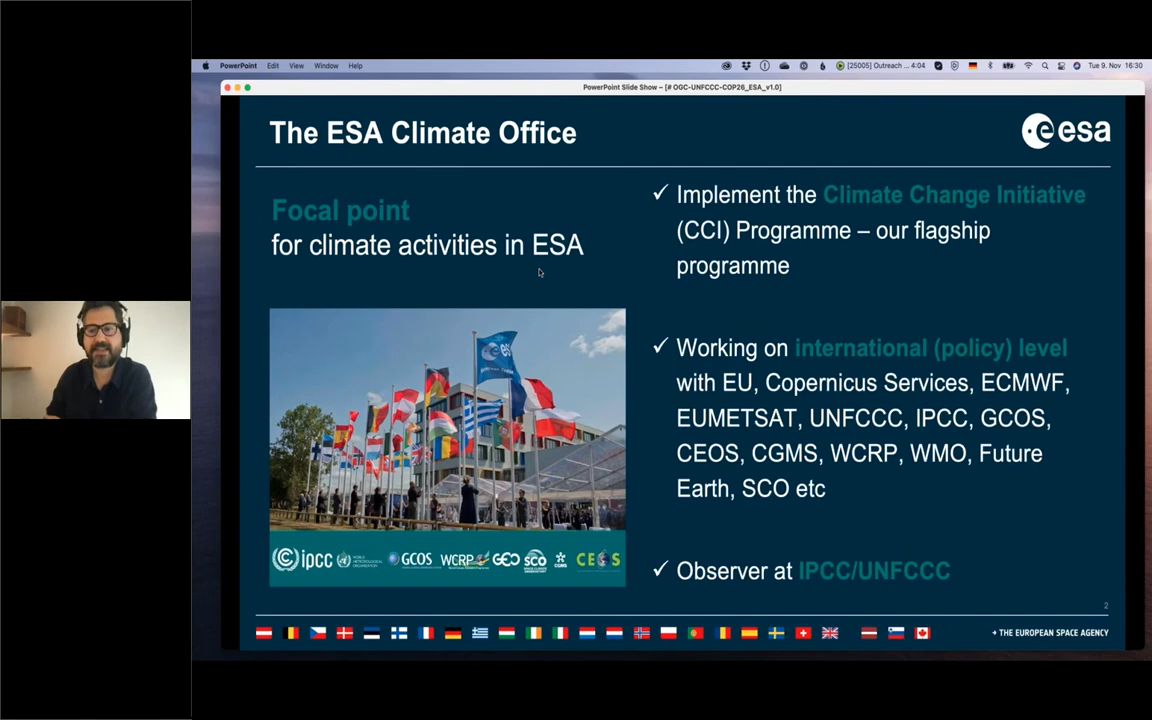 PowerPoint Edit View Window Help
[25005] Outreach ... 4:04 Tue 9. Nov 16:30
PowerPoint Slide Show – [# OGC-UNFCCC-COP26_ESA_v1.0]
The ESA Climate Office
esa
Focal point
for climate activities in ESA
✓ Implement the Climate Change Initiative
(CCI) Programme – our flagship
programme
✓ Working on international (policy) level
with EU, Copernicus Services, ECMWF,
EUMETSAT, UNFCCC, IPCC, GCOS,
CEOS, CGMS, WCRP, WMO, Future
Earth, SCO etc
✓ Observer at IPCC/UNFCCC
ipcc GCOS WCRP GEO SCO CGMS CEOS
2
→ THE EUROPEAN SPACE AGENCY